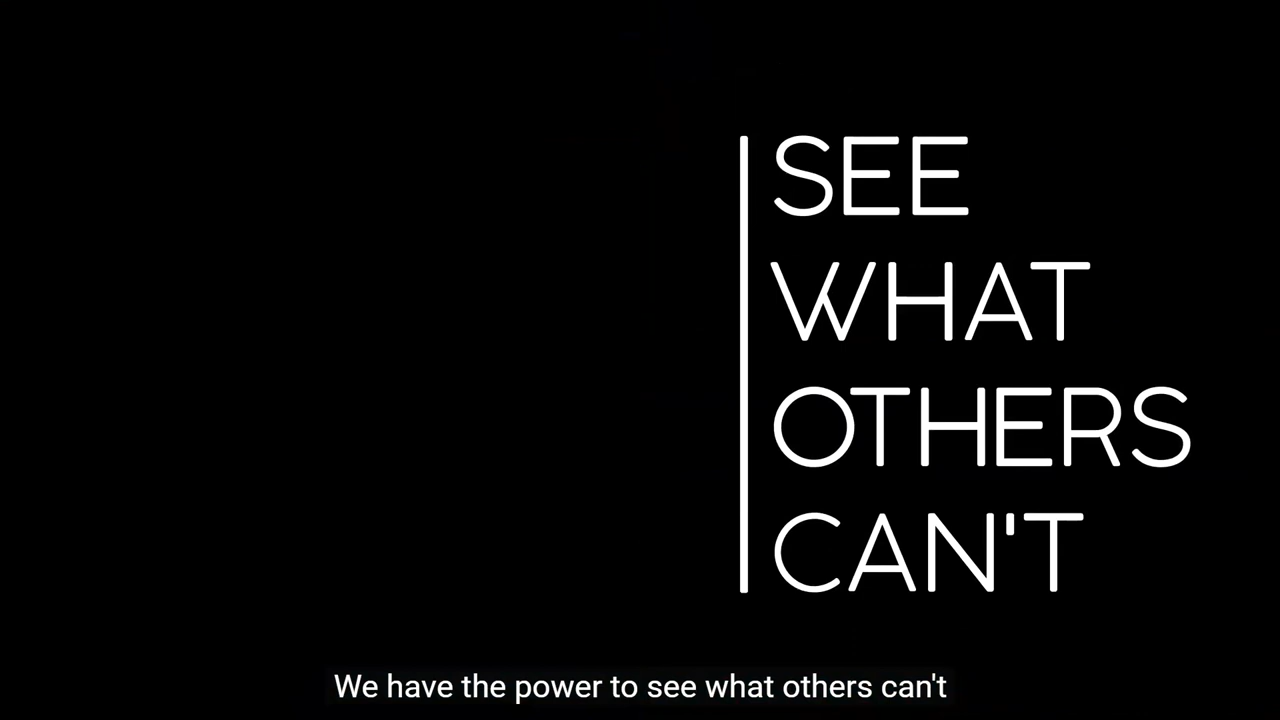 SEE
WHAT
OTHERS
CAN'T
We have the power to see what others can't